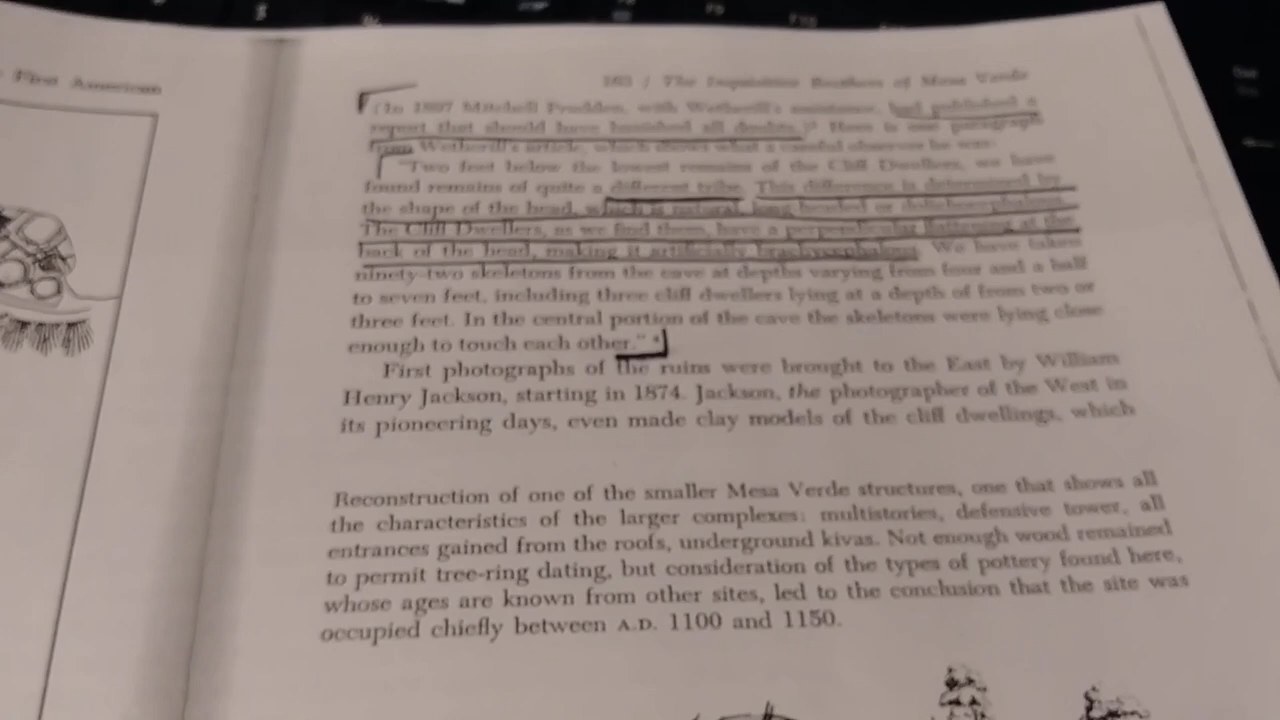 First American
163 / The Inquisitive Brothers of Mesa Verde
(In 1897 Mitchell Prudden, with Wetherill's assistance, had published a
report that should have banished all doubts.)³ Here is one paragraph
from Wetherill's article, which shows what a careful observer he was:
"Two feet below the lowest remains of the Cliff Dwellers, we have
found remains of quite a different tribe. This difference is determined by
the shape of the head, which is natural, long headed or dolichocephalous.
The Cliff Dwellers, as we find them, have a perpendicular flattening at the
back of the head, making it artificially brachycephalous. We have taken
ninety-two skeletons from the cave at depths varying from four and a half
to seven feet, including three cliff dwellers lying at a depth of from two or
three feet. In the central portion of the cave the skeletons were lying close
enough to touch each other." ⁴
First photographs of the ruins were brought to the East by William
Henry Jackson, starting in 1874. Jackson, the photographer of the West in
its pioneering days, even made clay models of the cliff dwellings, which
Reconstruction of one of the smaller Mesa Verde structures, one that shows all
the characteristics of the larger complexes: multistories, defensive tower, all
entrances gained from the roofs, underground kivas. Not enough wood remained
to permit tree-ring dating, but consideration of the types of pottery found here,
whose ages are known from other sites, led to the conclusion that the site was
occupied chiefly between A.D. 1100 and 1150.